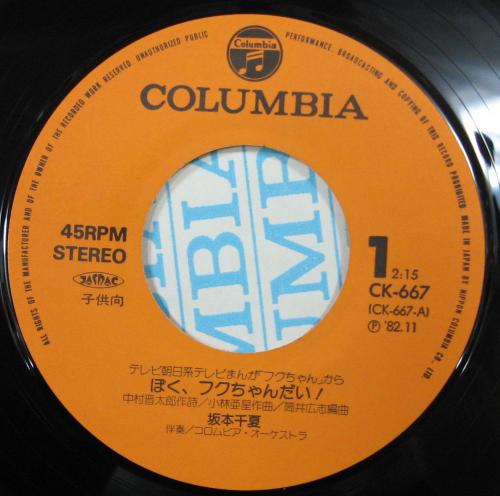 ALL RIGHTS OF THE MANUFACTURER AND OF THE OWNER OF THE RECORDED WORK RESERVED. UNAUTHORIZED PUBLIC PERFORMANCE, BROADCASTING AND COPYING OF THIS RECORD PROHIBITED. MADE IN JAPAN BY NIPPON COLUMBIA CO., LTD.
Columbia
COLUMBIA
45RPM
STEREO
JASRAC
子供向
1 2:15
CK-667
(CK-667-A)
Ⓟ '82.11
MBIA
UMB
テレビ朝日系テレビまんが「フクちゃん」から
ぼく、フクちゃんだい!
中村晋太郎作詩/小林亜星作曲/筒井広志編曲
坂本千夏
伴奏/コロムビア・オーケストラ